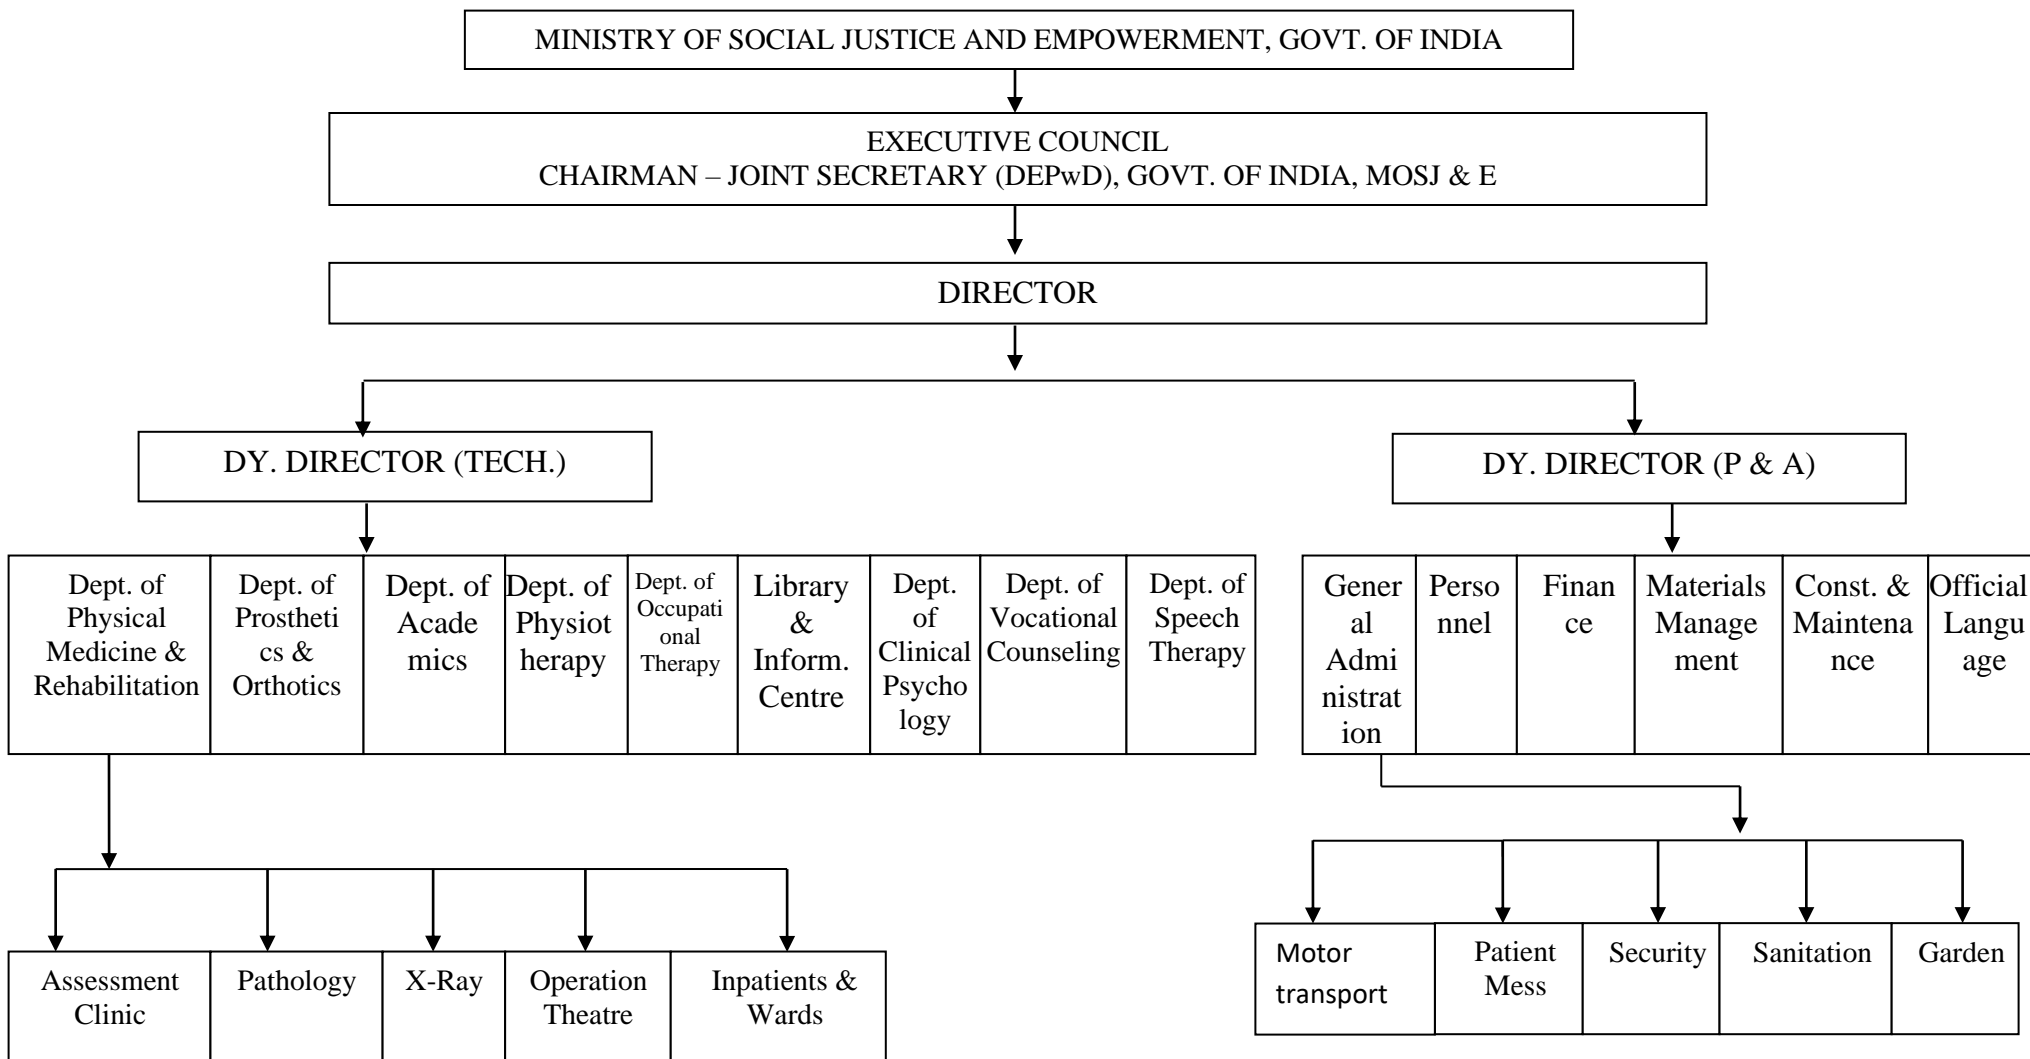 MINISTRY OF SOCIAL JUSTICE AND EMPOWERMENT, GOVT. OF INDIA
EXECUTIVE COUNCIL
CHAIRMAN – JOINT SECRETARY (DEPwD), GOVT. OF INDIA, MOSJ & E
DIRECTOR
DY. DIRECTOR (TECH.)
DY. DIRECTOR (P & A)
Dept. of
Physical
Medicine &
Rehabilitation
Dept. of
Prostheti
cs &
Orthotics
Dept. of
Acade
mics
Dept. of
Physiot
herapy
Dept. of
Occupati
onal
Therapy
Library
&
Inform.
Centre
Dept.
of
Clinical
Psycho
logy
Dept. of
Vocational
Counseling
Dept. of
Speech
Therapy
Gener
al
Admi
nistrat
ion
Perso
nnel
Finan
ce
Materials
Manage
ment
Const. &
Maintena
nce
Official
Langu
age
Assessment
Clinic
Pathology
X-Ray
Operation
Theatre
Inpatients &
Wards
Motor
transport
Patient
Mess
Security
Sanitation
Garden